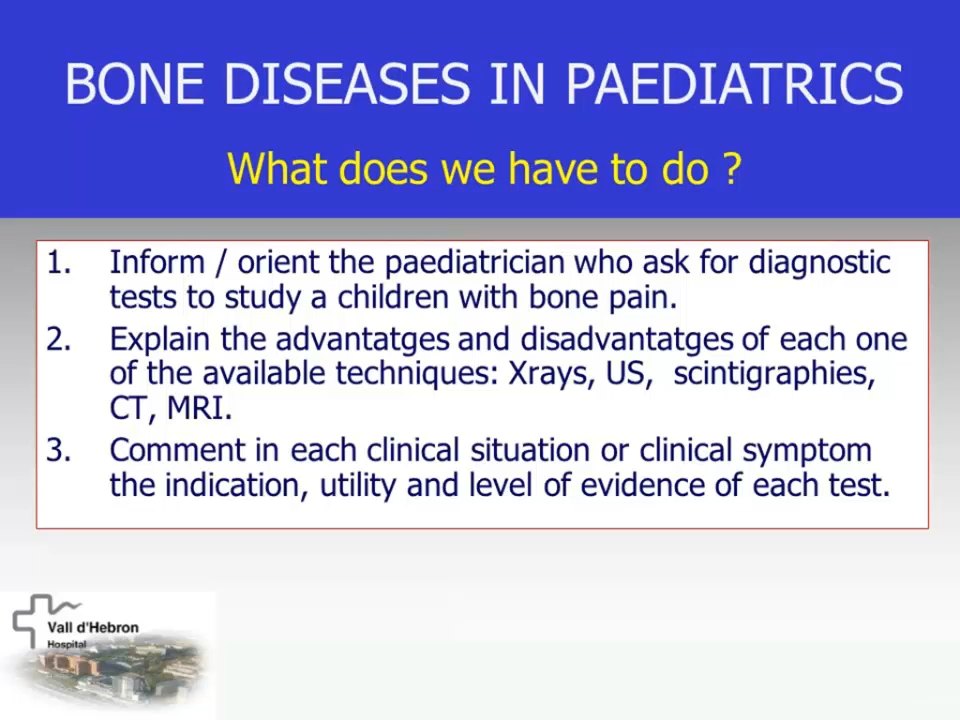 BONE DISEASES IN PAEDIATRICS
What does we have to do ?
1. Inform / orient the paediatrician who ask for diagnostic
tests to study a children with bone pain.
2. Explain the advantatges and disadvantatges of each one
of the available techniques: Xrays, US, scintigraphies,
CT, MRI.
3. Comment in each clinical situation or clinical symptom
the indication, utility and level of evidence of each test.
Vall d'Hebron
Hospital